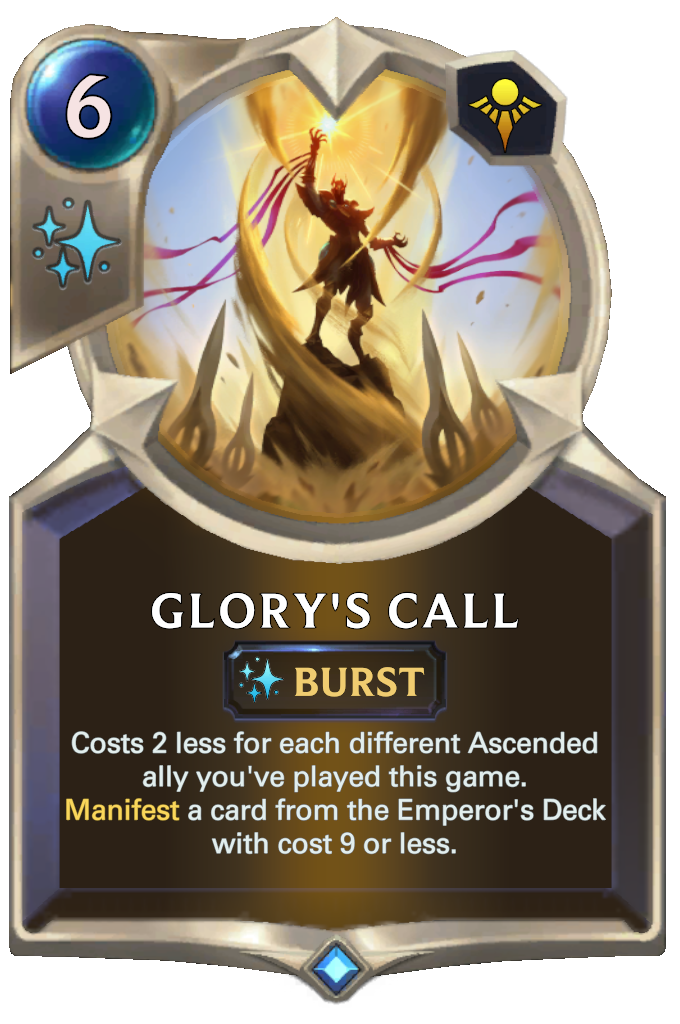 6
GLORY'S CALL
BURST
Costs 2 less for each different Ascended
ally you've played this game.
Manifest a card from the Emperor's Deck
with cost 9 or less.